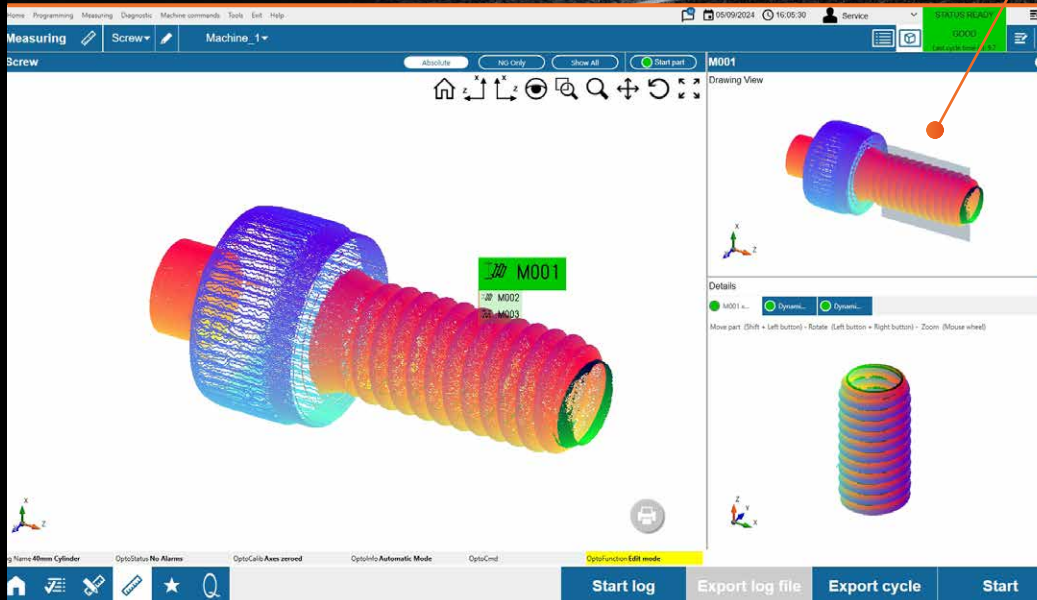 Home Programming Measuring Diagnostic Machine commands Tools Exit Help
05/09/2024 16:05:30 Service
STATUS READY
GOOD
Measuring Screw Machine_1
Screw
Absolute NG Only Show All Start part
M001
Drawing View
M001
M002
M003
Details
M001 Dynami... Dynami...
Move part (Shift + Left button) - Rotate (Left button + Right button) - Zoom (Mouse wheel)
X
Z
X
Z
Z
Y
X
Name 40mm Cylinder OptoStatus No Alarms OptoCalib Axes zeroed OptoInfo Automatic Mode OptoCmd OptoFunction Edit mode
Start log Export log file Export cycle Start